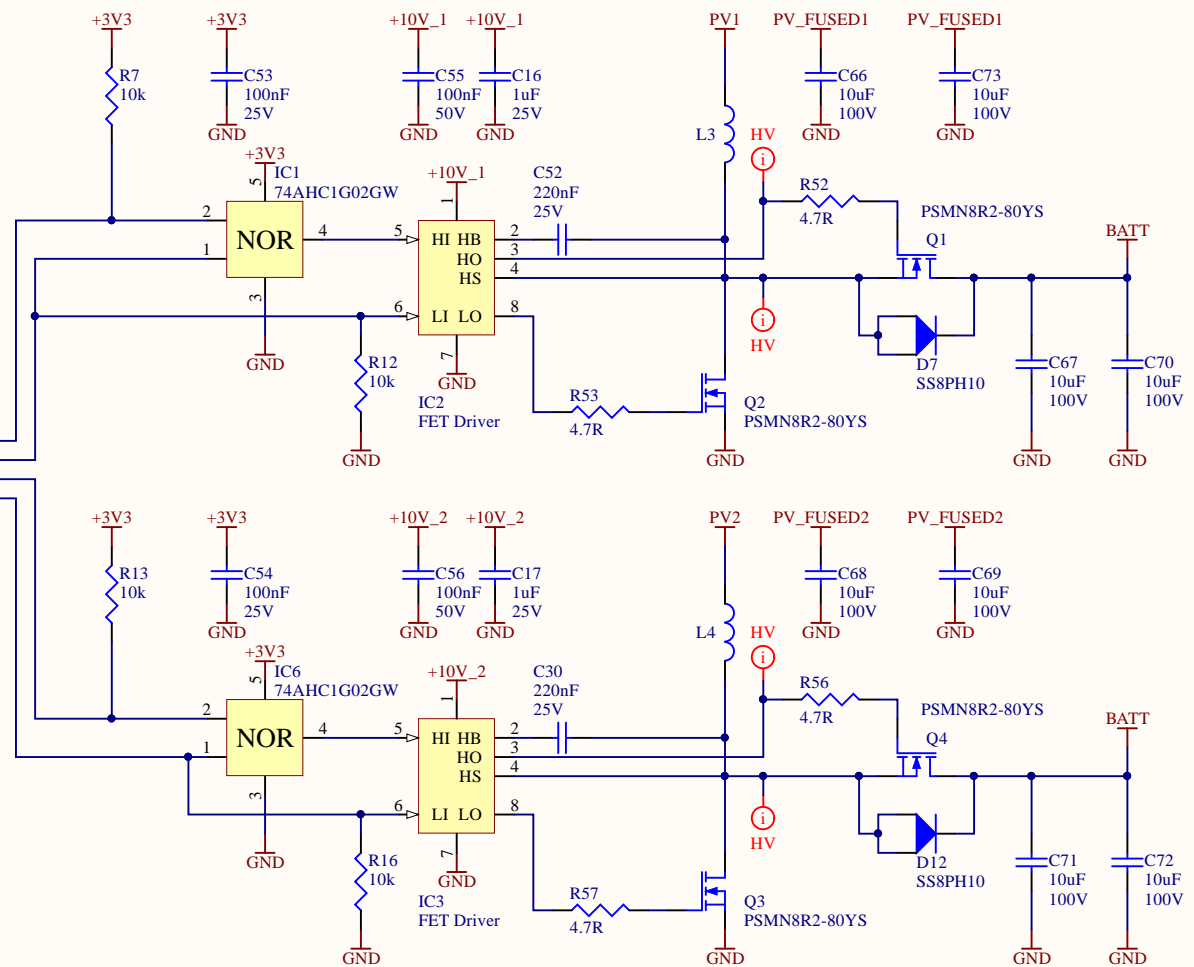 +3V3
+3V3
+10V_1
+10V_1
PV1
PV_FUSED1
PV_FUSED1
R7
10k
C53
100nF
25V
GND
C55
100nF
50V
GND
C16
1uF
25V
GND
L3
HV
i
C66
10uF
100V
GND
C73
10uF
100V
GND
+3V3
IC1
74AHC1G02GW
5
2
1
NOR
4
3
GND
+10V_1
1
5
HI
HB
2
HO
3
HS
4
6
LI
LO
8
7
GND
IC2
FET Driver
C52
220nF
25V
R52
4.7R
PSMN8R2-80YS
Q1
BATT
i
HV
D7
SS8PH10
R12
10k
GND
R53
4.7R
Q2
PSMN8R2-80YS
GND
C67
10uF
100V
GND
C70
10uF
100V
GND
+3V3
+3V3
+10V_2
+10V_2
PV2
PV_FUSED2
PV_FUSED2
R13
10k
C54
100nF
25V
GND
C56
100nF
50V
GND
C17
1uF
25V
GND
L4
HV
i
C68
10uF
100V
GND
C69
10uF
100V
GND
+3V3
IC6
74AHC1G02GW
5
2
1
NOR
4
3
GND
+10V_2
1
5
HI
HB
2
HO
3
HS
4
6
LI
LO
8
7
GND
IC3
FET Driver
C30
220nF
25V
R56
4.7R
PSMN8R2-80YS
Q4
BATT
i
HV
D12
SS8PH10
R16
10k
GND
R57
4.7R
Q3
PSMN8R2-80YS
GND
C71
10uF
100V
GND
C72
10uF
100V
GND